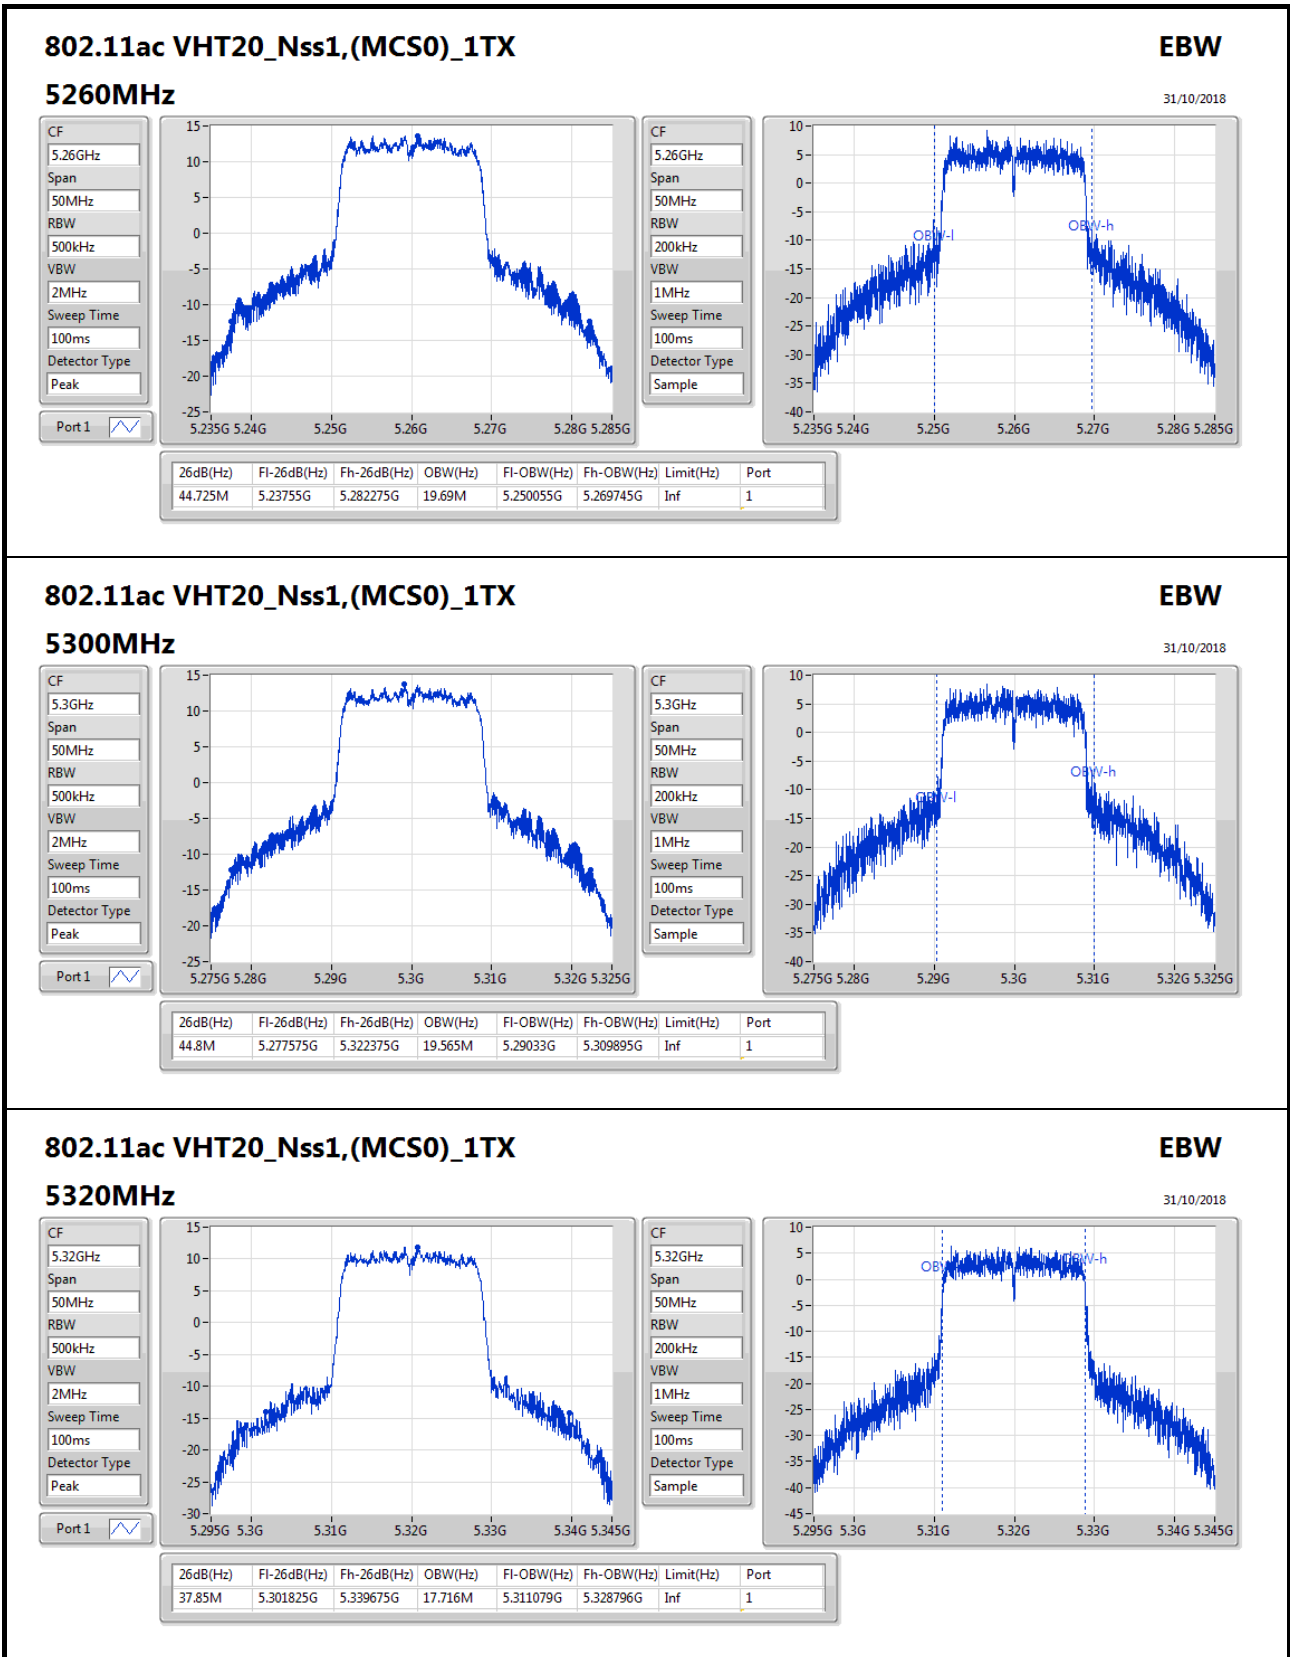 802.11ac VHT20_Nss1,(MCS0)_1TX EBW
5260MHz 31/10/2018
CF
5.26GHz
Span
50MHz
RBW
500kHz
VBW
2MHz
Sweep Time
100ms
Detector Type
Peak
Port 1
15
10
5
0
-5
-10
-15
-20
-25
5.235G 5.24G 5.25G 5.26G 5.27G 5.28G 5.285G
CF
5.26GHz
Span
50MHz
RBW
200kHz
VBW
1MHz
Sweep Time
100ms
Detector Type
Sample
10
5
0
-5
-10
-15
-20
-25
-30
-35
-40
OBW-l
OBW-h
5.235G 5.24G 5.25G 5.26G 5.27G 5.28G 5.285G
26dB(Hz) Fl-26dB(Hz) Fh-26dB(Hz) OBW(Hz) Fl-OBW(Hz) Fh-OBW(Hz) Limit(Hz) Port
44.725M 5.23755G 5.282275G 19.69M 5.250055G 5.269745G Inf 1
802.11ac VHT20_Nss1,(MCS0)_1TX EBW
5300MHz 31/10/2018
CF
5.3GHz
Span
50MHz
RBW
500kHz
VBW
2MHz
Sweep Time
100ms
Detector Type
Peak
Port 1
15
10
5
0
-5
-10
-15
-20
-25
5.275G 5.28G 5.29G 5.3G 5.31G 5.32G 5.325G
CF
5.3GHz
Span
50MHz
RBW
200kHz
VBW
1MHz
Sweep Time
100ms
Detector Type
Sample
10
5
0
-5
-10
-15
-20
-25
-30
-35
-40
OBW-l
OBW-h
5.275G 5.28G 5.29G 5.3G 5.31G 5.32G 5.325G
26dB(Hz) Fl-26dB(Hz) Fh-26dB(Hz) OBW(Hz) Fl-OBW(Hz) Fh-OBW(Hz) Limit(Hz) Port
44.8M 5.277575G 5.322375G 19.565M 5.29033G 5.309895G Inf 1
802.11ac VHT20_Nss1,(MCS0)_1TX EBW
5320MHz 31/10/2018
CF
5.32GHz
Span
50MHz
RBW
500kHz
VBW
2MHz
Sweep Time
100ms
Detector Type
Peak
Port 1
15
10
5
0
-5
-10
-15
-20
-25
-30
5.295G 5.3G 5.31G 5.32G 5.33G 5.34G 5.345G
CF
5.32GHz
Span
50MHz
RBW
200kHz
VBW
1MHz
Sweep Time
100ms
Detector Type
Sample
10
5
0
-5
-10
-15
-20
-25
-30
-35
-40
-45
5.295G 5.3G 5.31G 5.32G 5.33G 5.34G 5.345G
26dB(Hz) Fl-26dB(Hz) Fh-26dB(Hz) OBW(Hz) Fl-OBW(Hz) Fh-OBW(Hz) Limit(Hz) Port
37.85M 5.301825G 5.339675G 17.716M 5.311079G 5.328796G Inf 1